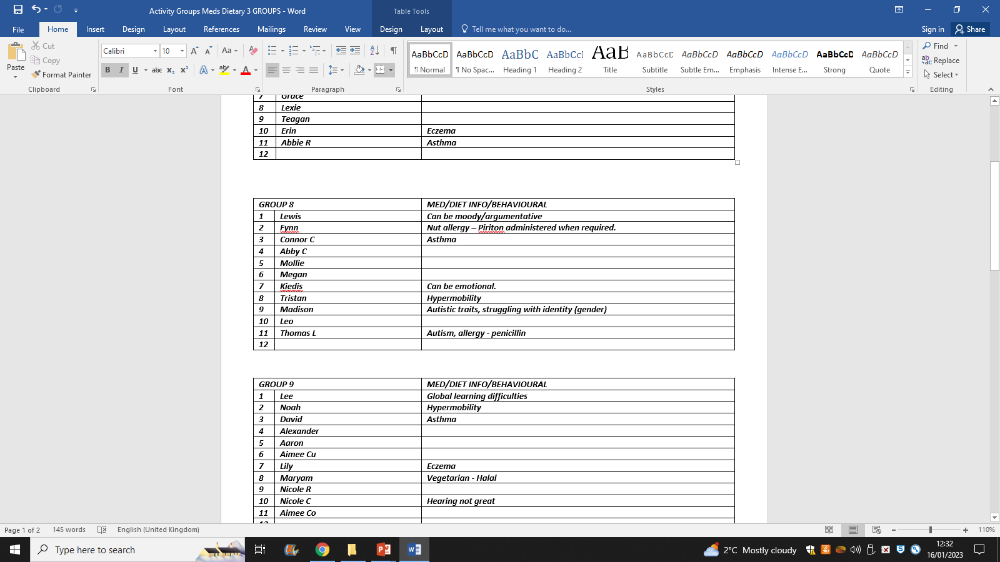 Activity Groups Meds Dietary 3 GROUPS - Word
Table Tools
File Home Insert Design Layout References Mailings Review View Design Layout Tell me what you want to do... Sign in Share
Paste
Cut
Copy
Format Painter
Clipboard
Calibri 10
Font
Paragraph
AaBbCcD AaBbCcD AaBbC AaBbCcI AaB AaBbCcD AaBbCcD AaBbCcD AaBbCcD AaBbCcD AaBbCcD
¶ Normal ¶ No Spac... Heading 1 Heading 2 Title Subtitle Subtle Em... Emphasis Intense E... Strong Quote
Styles
Find
Replace
Select
Editing
7 Grace
8 Lexie
9 Teagan
10 Erin Eczema
11 Abbie R Asthma
12
GROUP 8 MED/DIET INFO/BEHAVIOURAL
1 Lewis Can be moody/argumentative
2 Fynn Nut allergy – Piriton administered when required.
3 Connor C Asthma
4 Abby C
5 Mollie
6 Megan
7 Kiedis Can be emotional.
8 Tristan Hypermobility
9 Madison Autistic traits, struggling with identity (gender)
10 Leo
11 Thomas L Autism, allergy - penicillin
12
GROUP 9 MED/DIET INFO/BEHAVIOURAL
1 Lee Global learning difficulties
2 Noah Hypermobility
3 David Asthma
4 Alexander
5 Aaron
6 Aimee Cu
7 Lily Eczema
8 Maryam Vegetarian - Halal
9 Nicole R
10 Nicole C Hearing not great
11 Aimee Co
12
Page 1 of 2 145 words English (United Kingdom) 110%
Type here to search
2°C Mostly cloudy
12:32
16/01/2023